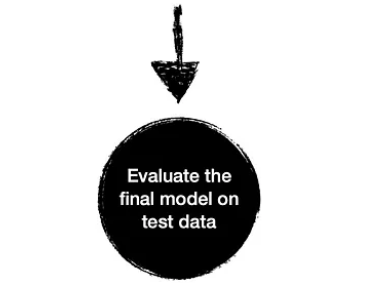 Evaluate the
final model on
test data